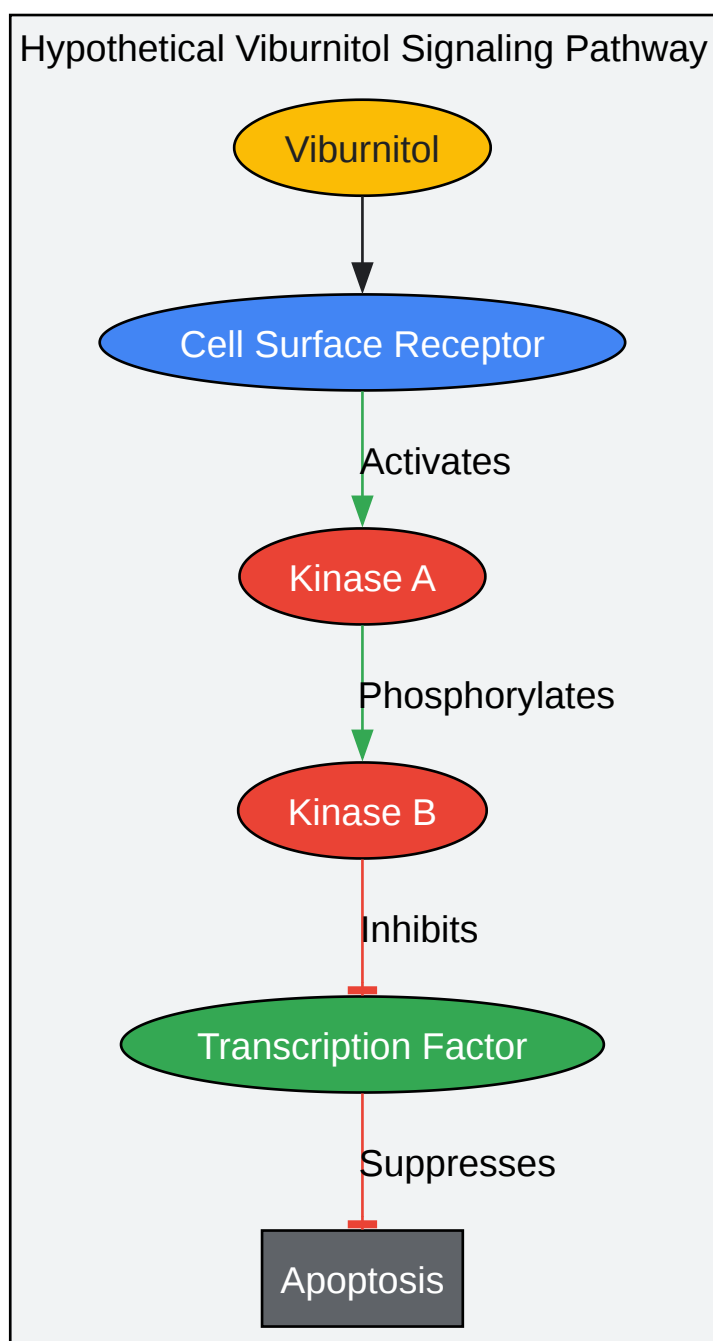 Hypothetical Viburnitol Signaling Pathway
Viburnitol
Cell Surface Receptor
Activates
Kinase A
Phosphorylates
Kinase B
Inhibits
Transcription Factor
Suppresses
Apoptosis